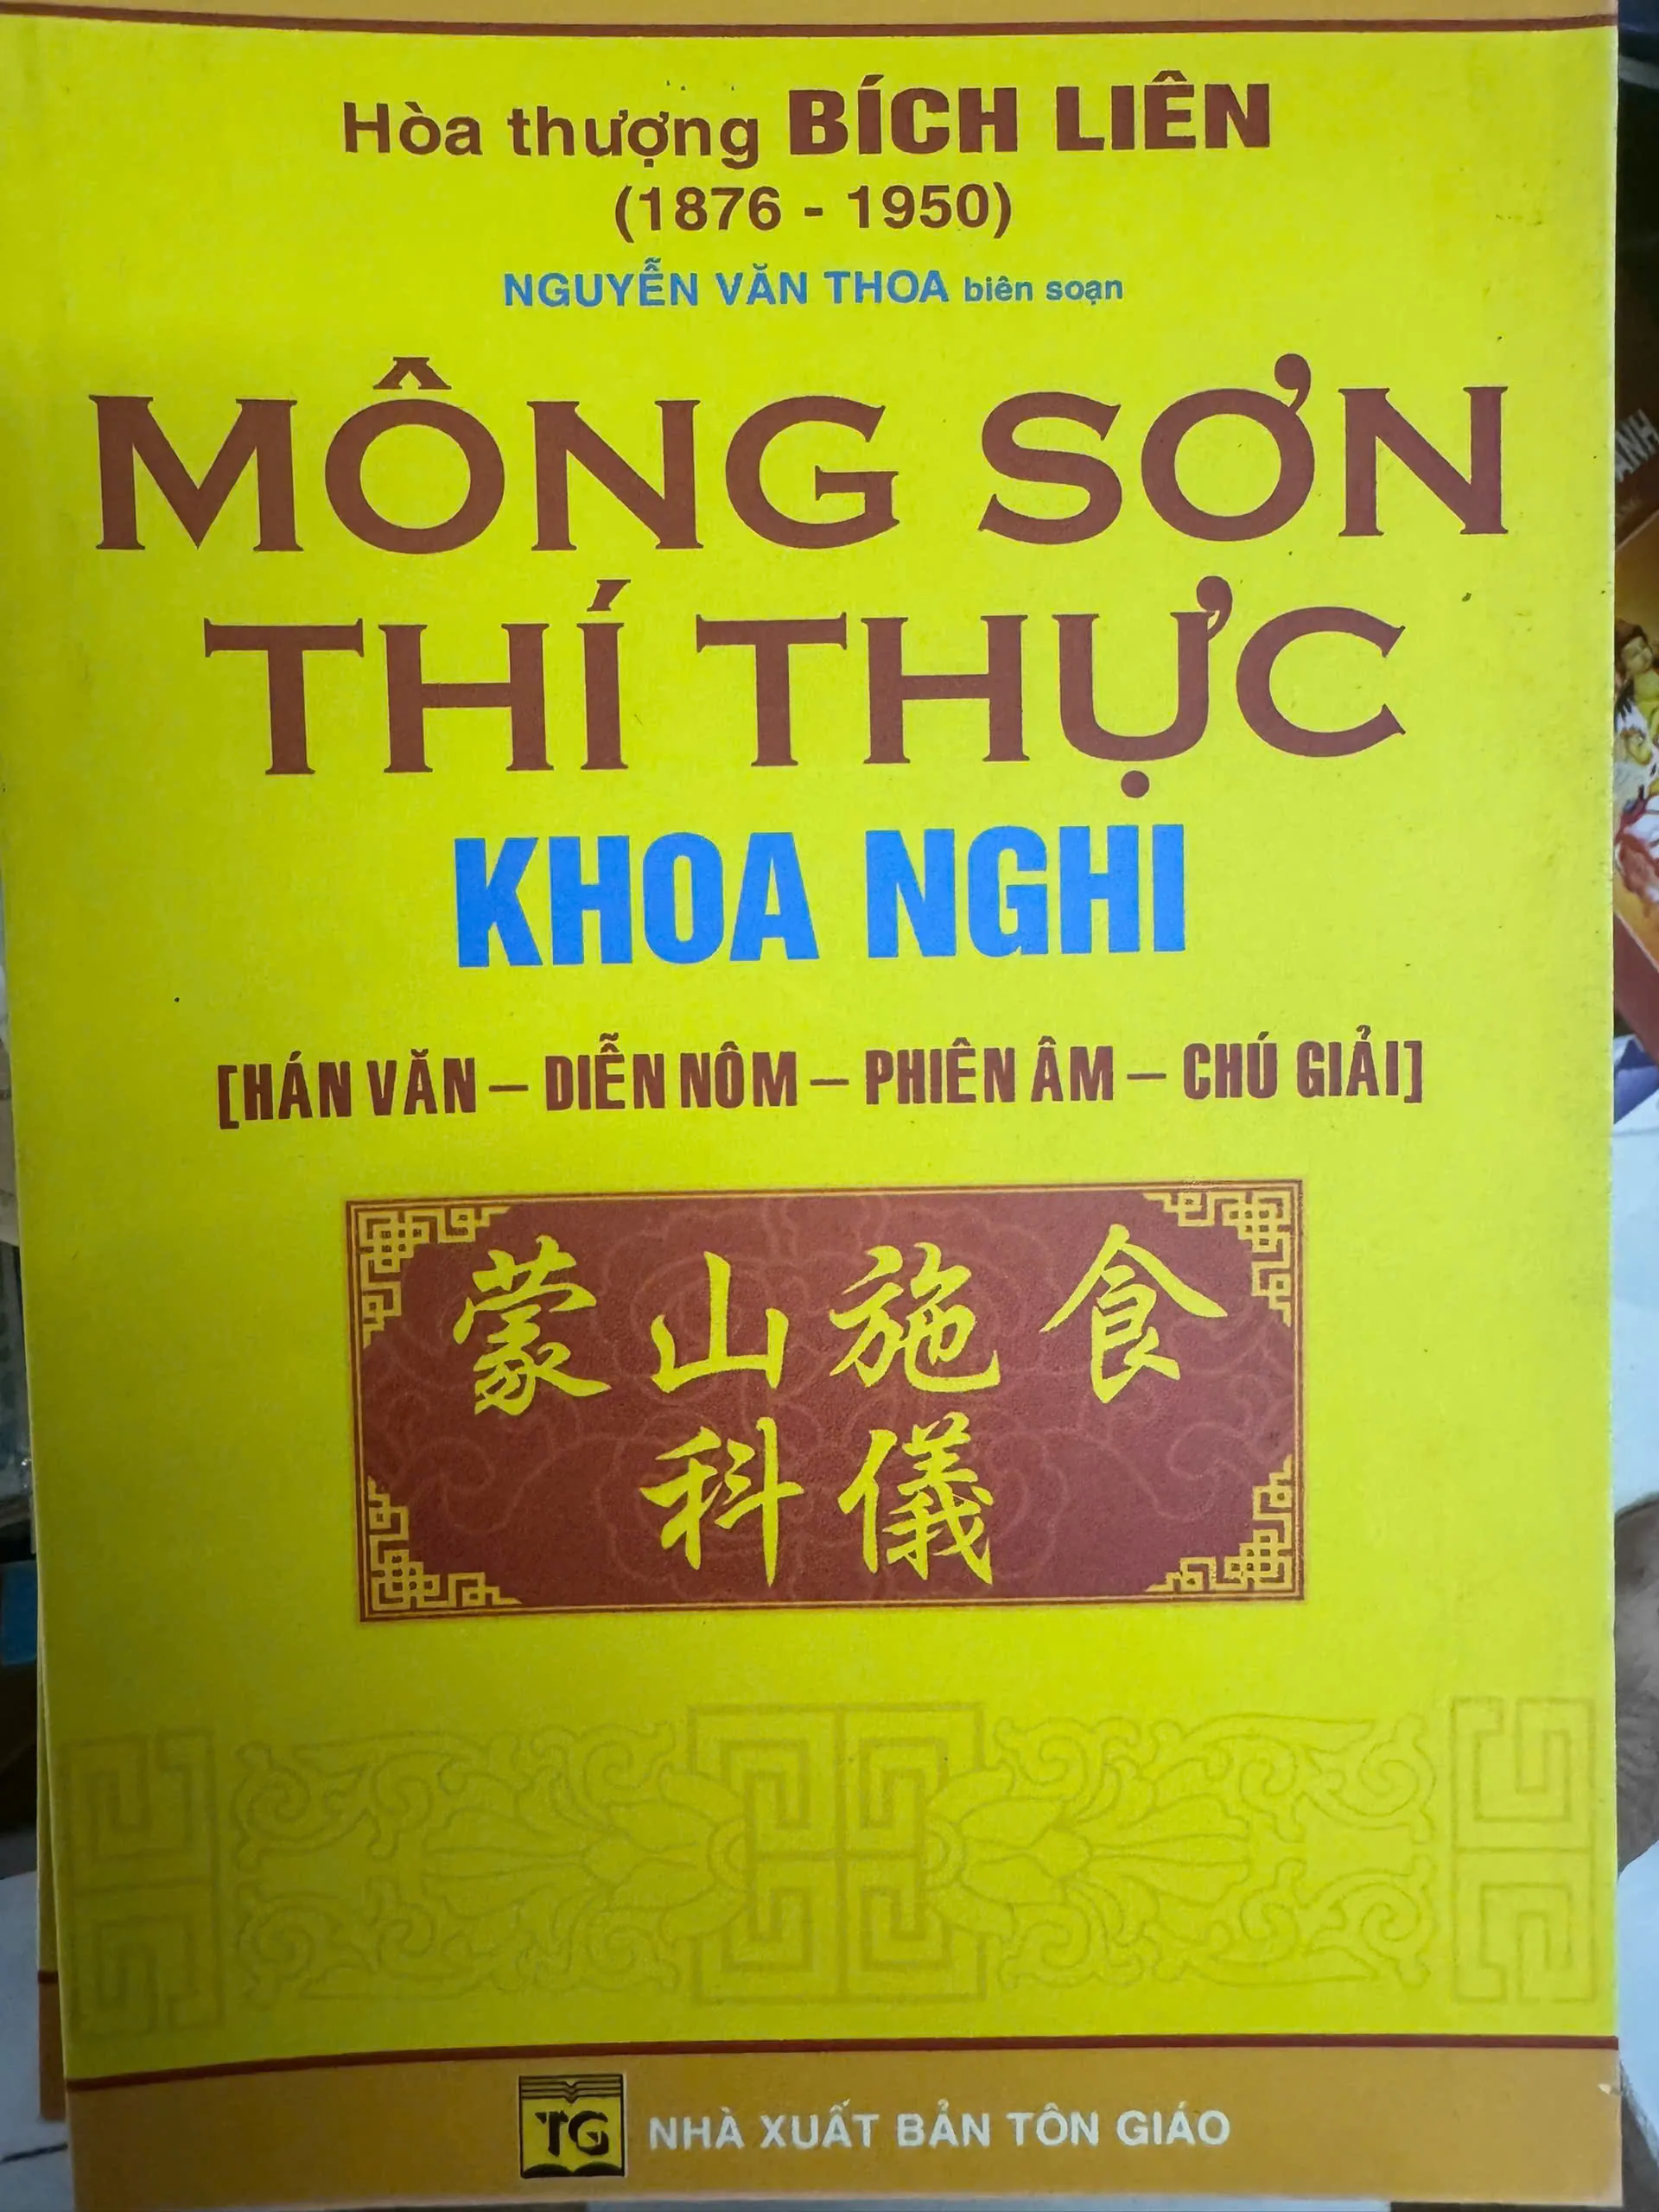 Hòa thượng BÍCH LIÊN
(1876 - 1950)
NGUYỄN VĂN THOA biên soạn
MÔNG SƠN
THÍ THỰC
KHOA NGHI
[HÁN VĂN – DIỄN NÔM – PHIÊN ÂM – CHÚ GIẢI]
蒙山施食
科儀
TG NHÀ XUẤT BẢN TÔN GIÁO